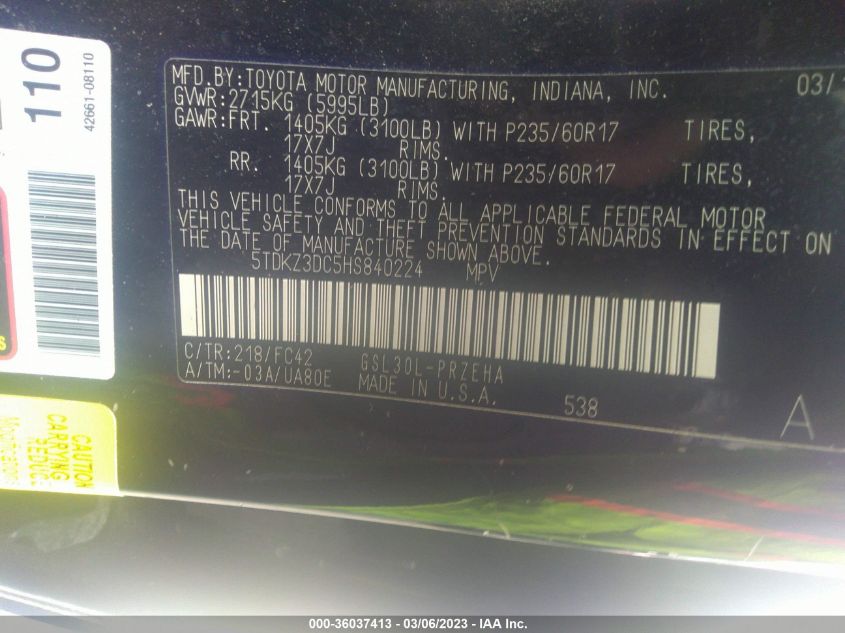 110
42661-08110
MFD.BY:TOYOTA MOTOR MANUFACTURING, INDIANA, INC. 03/
GVWR:2715KG (5995LB)
GAWR:FRT. 1405KG (3100LB) WITH P235/60R17 TIRES,
17X7J RIMS.
RR. 1405KG (3100LB) WITH P235/60R17 TIRES,
17X7J RIMS.
THIS VEHICLE CONFORMS TO ALL APPLICABLE FEDERAL MOTOR
VEHICLE SAFETY AND THEFT PREVENTION STANDARDS IN EFFECT ON
THE DATE OF MANUFACTURE SHOWN ABOVE.
5TDKZ3DC5HS840224 MPV
C/TR:218/FC42 GSL30L-PRZEHA
A/TM:-03A/UA80E MADE IN U.S.A.
538
A
CAUTION
CARRYING
REDUCE
000-36037413 - 03/06/2023 - IAA Inc.